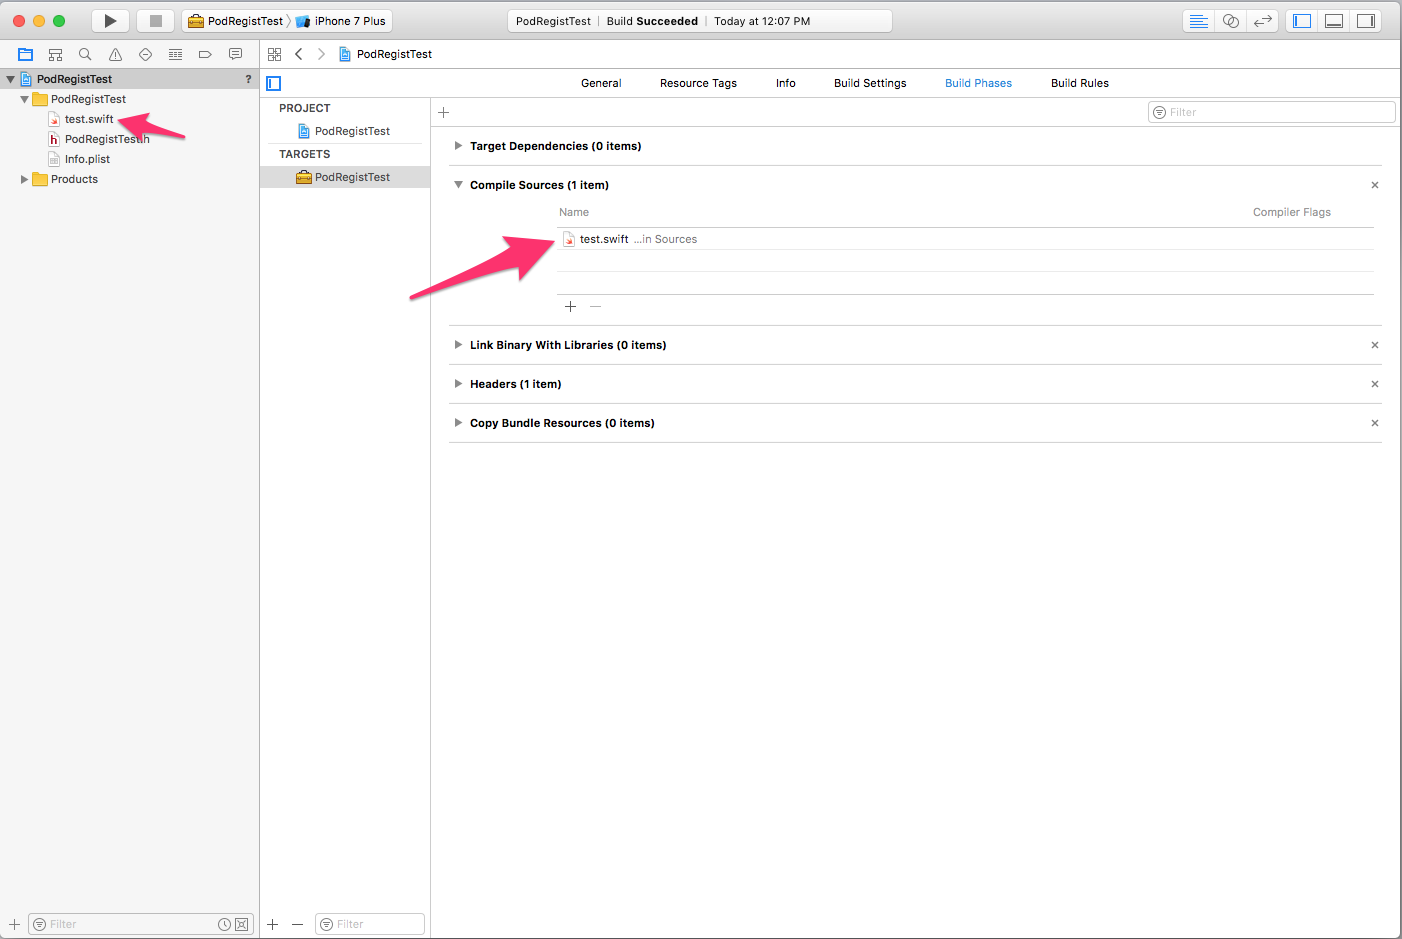 PodRegistTest iPhone 7 Plus
PodRegistTest Build Succeeded Today at 12:07 PM
PodRegistTest
PodRegistTest ?
PodRegistTest
test.swift
PodRegistTest.h
Info.plist
Products
General Resource Tags Info Build Settings Build Phases Build Rules
PROJECT
PodRegistTest
TARGETS
PodRegistTest
Filter
Target Dependencies (0 items)
Compile Sources (1 item)
Name Compiler Flags
test.swift ...in Sources
Link Binary With Libraries (0 items)
Headers (1 item)
Copy Bundle Resources (0 items)
Filter
Filter